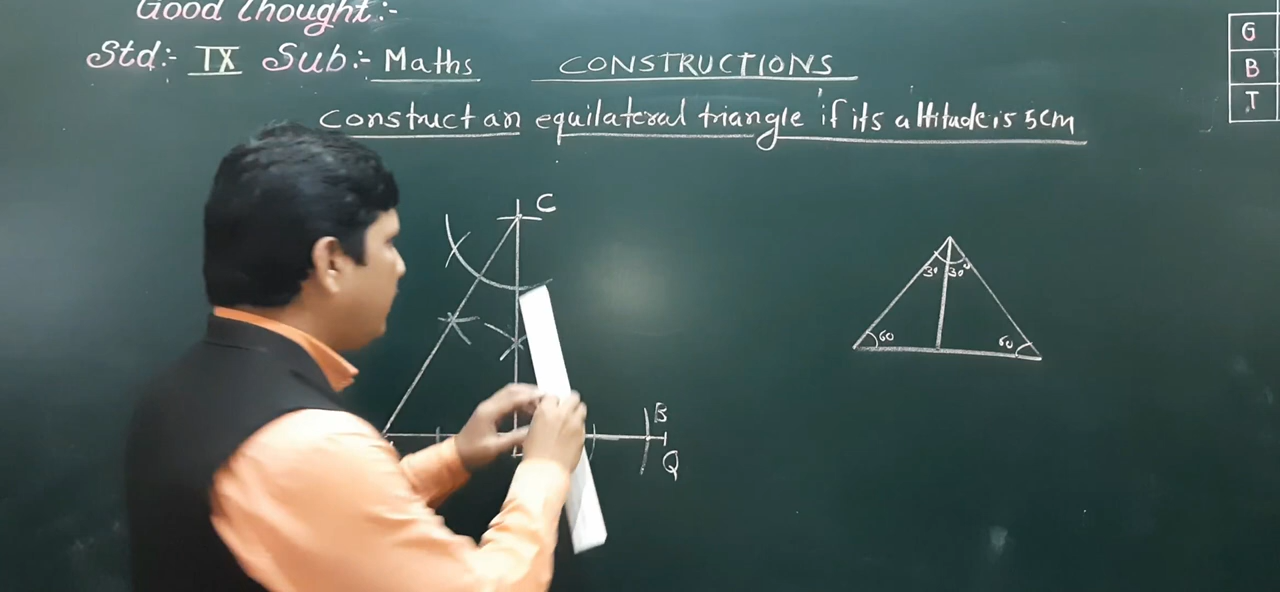 Good thought:-
Std:- IX Sub:- Maths CONSTRUCTIONS
construct an equilateral triangle if its altitude is 5cm
G
B
T
C
B
Q
30 30°
60 60